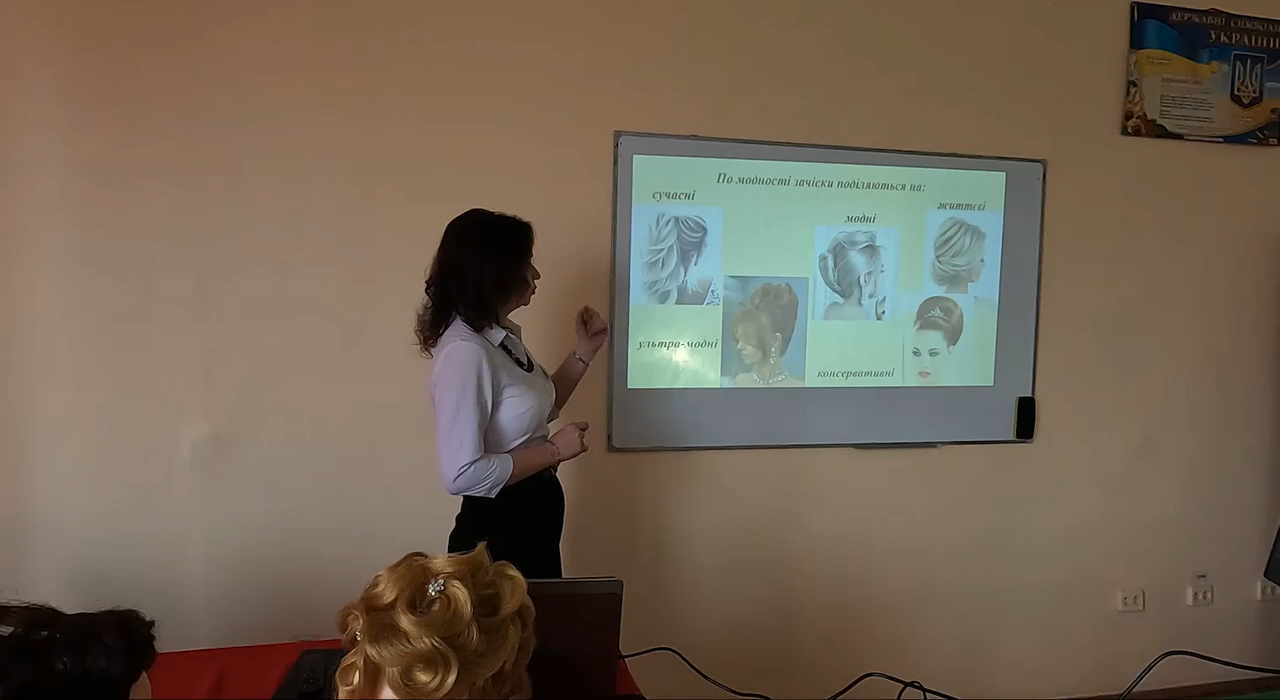 ДЕРЖАВНІ СИМВОЛИ
УКРАЇНИ
По модності зачіски поділяються на:
сучасні
модні
життєві
ультра-модні
консервативні